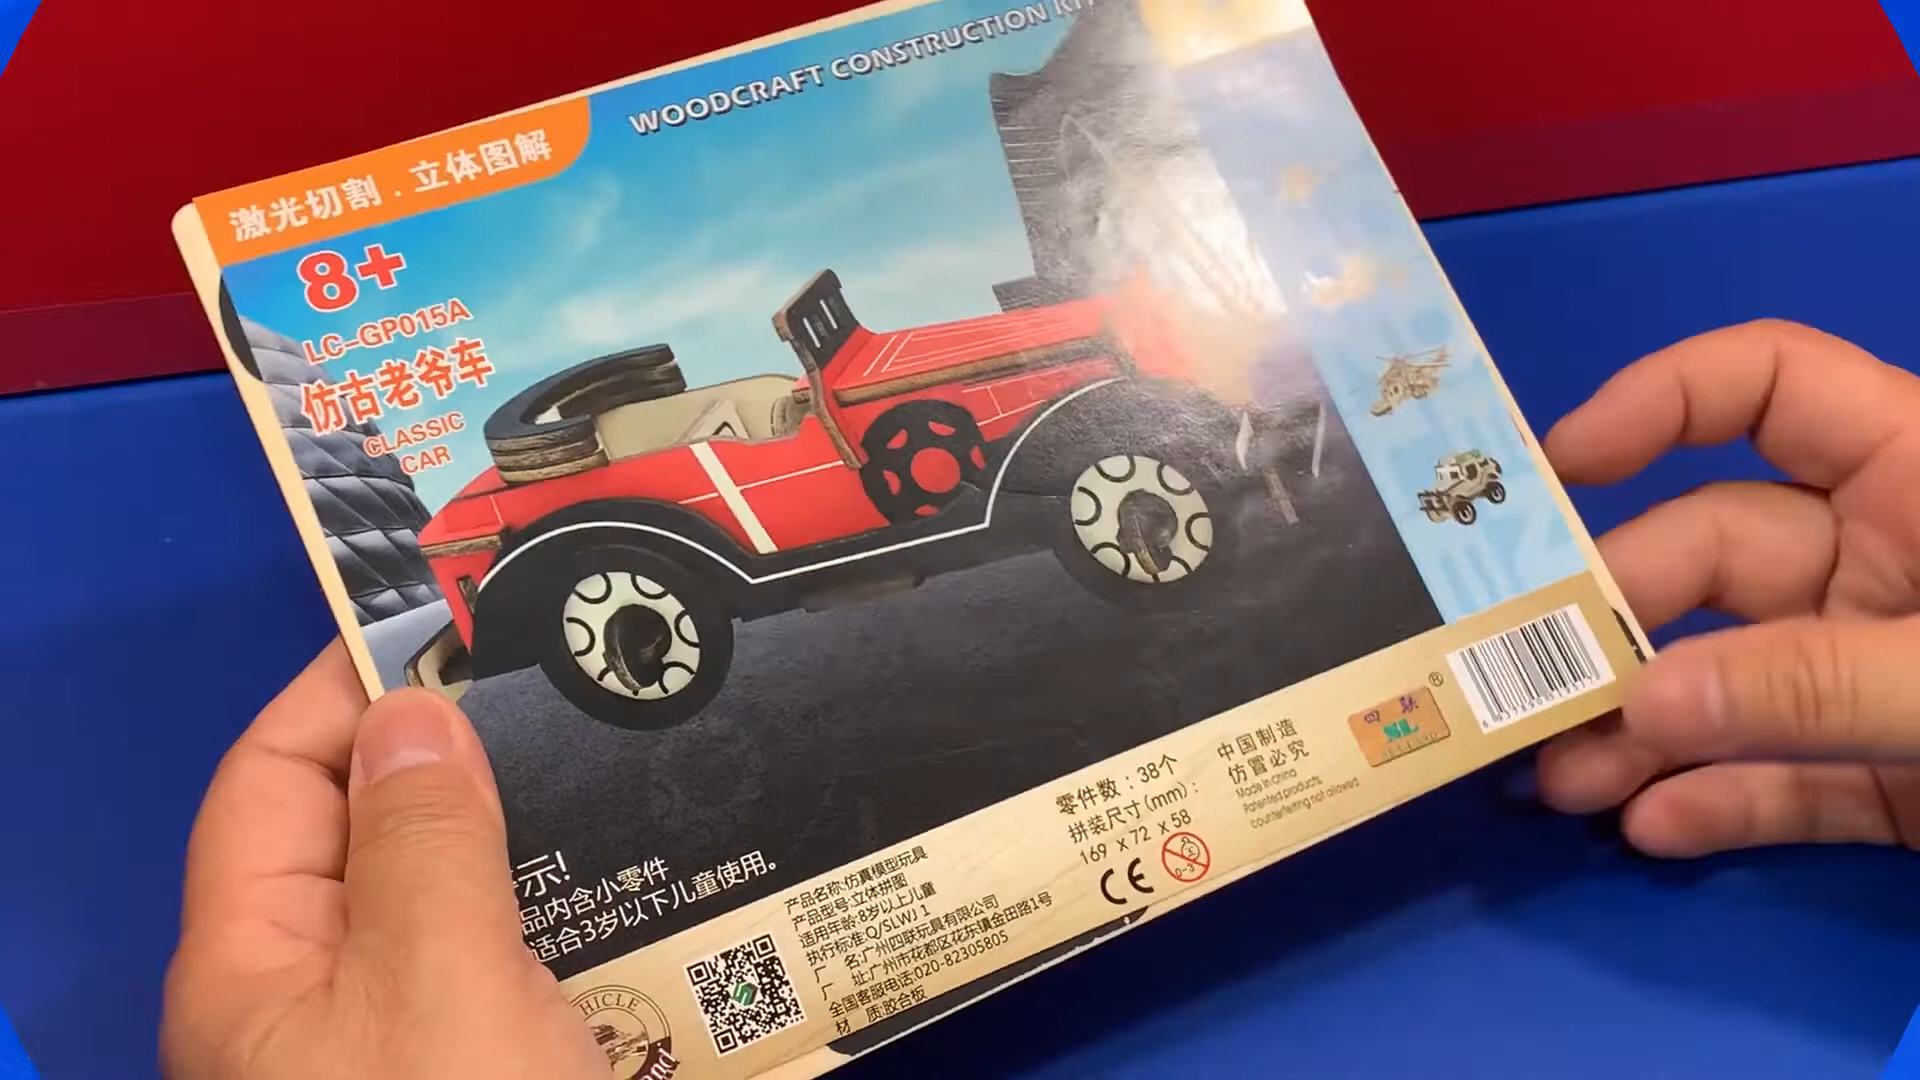 WOODCRAFT CONSTRUCTION KIT
激光切割.立体图解
8+
LC-GP015A
仿古老爷车
CLASSIC
CAR
示!
品内含小零件
适合3岁以下儿童使用。
产品名称:仿真模型玩具
产品型号:立体拼图
适用年龄:8岁以上儿童
执行标准:Q/SLWJ 1
厂 名:广州四联玩具有限公司
厂 址:广州市花都区花东镇金田路1号
全国客服电话:020-82305805
材 质:胶合板
零件数:38个
拼装尺寸(mm):
169 x 72 x 58
CE
0-3
中国制造
仿冒必究
Made in china
Patented products
counterfeiting not allowed
四联
SL
®
HICLE